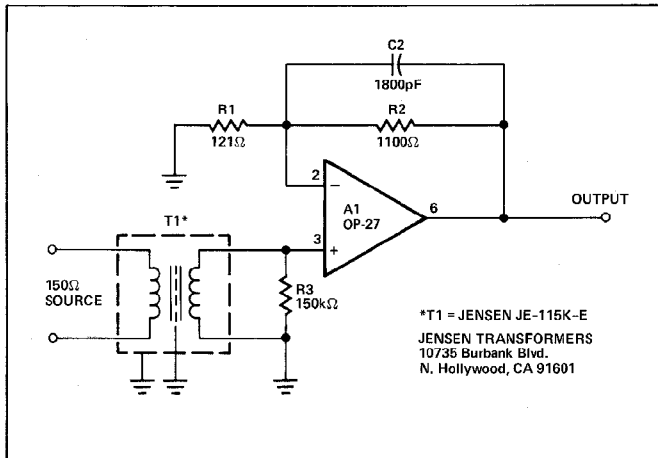 C2
1800pF
R1
121Ω
R2
1100Ω
2
−
A1
OP-27
6
OUTPUT
3
+
T1*
150Ω
SOURCE
R3
150kΩ
*T1 = JENSEN JE-115K-E
JENSEN TRANSFORMERS
10735 Burbank Blvd.
N. Hollywood, CA 91601